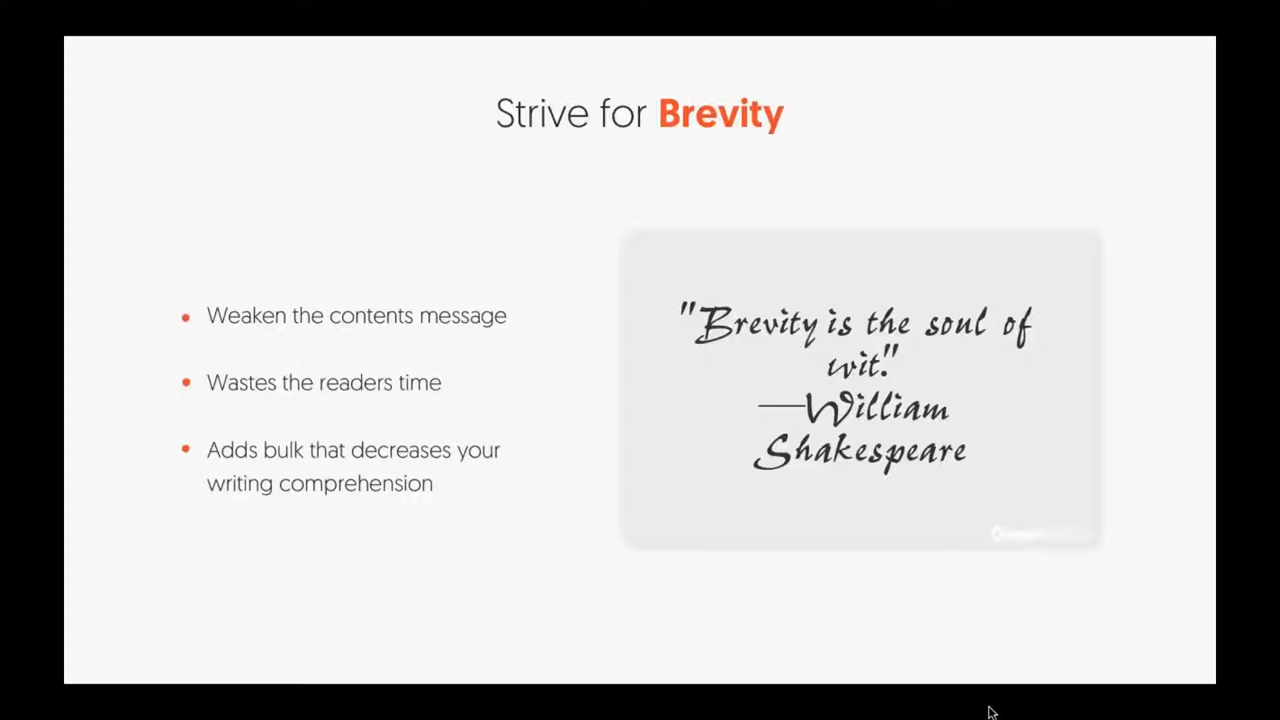 Strive for Brevity
Weaken the contents message
Wastes the readers time
Adds bulk that decreases your
writing comprehension
"Brevity is the soul of
wit."
—William
Shakespeare